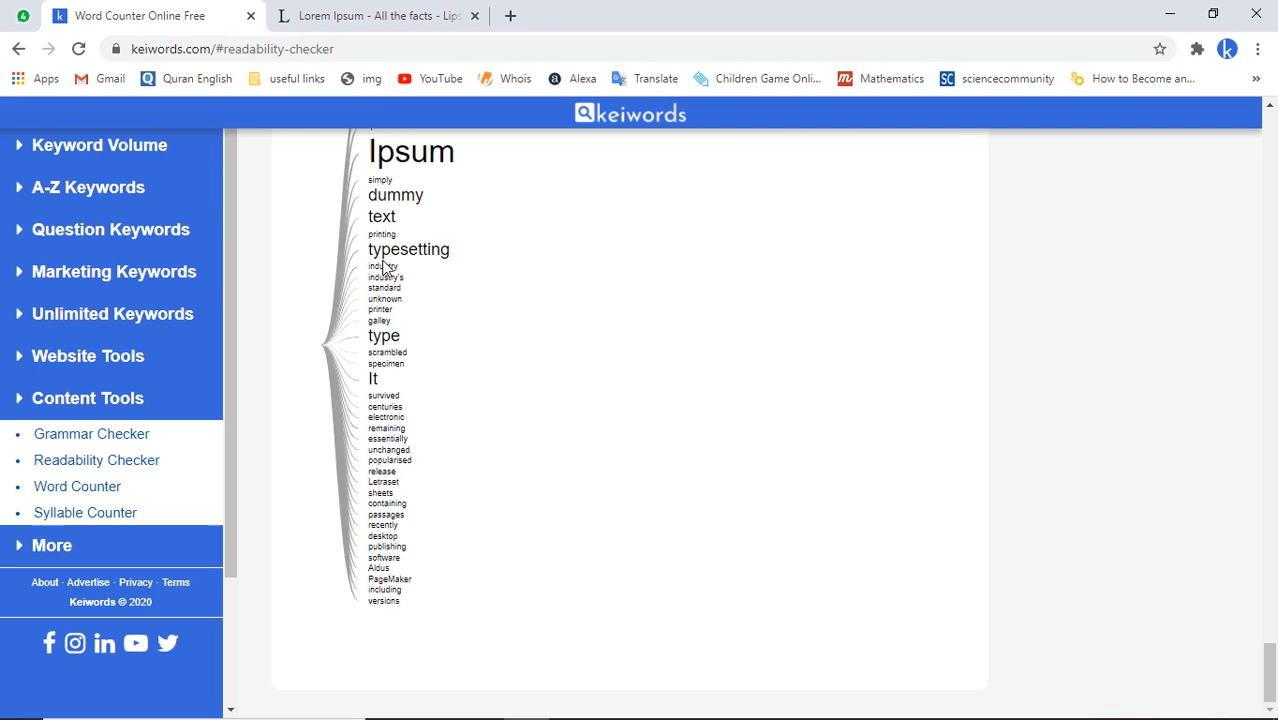 4
Word Counter Online Free
Lorem Ipsum - All the facts - Lips
keiwords.com/#readability-checker
Apps
Gmail
Quran English
useful links
img
YouTube
Whois
Alexa
Translate
Children Game Onli...
Mathematics
sciencecommunity
How to Become an...
keiwords
Keyword Volume
A-Z Keywords
Question Keywords
Marketing Keywords
Unlimited Keywords
Website Tools
Content Tools
Grammar Checker
Readability Checker
Word Counter
Syllable Counter
More
About · Advertise · Privacy · Terms
Keiwords © 2020
Ipsum
simply
dummy
text
printing
typesetting
industry
industry's
standard
unknown
printer
galley
type
scrambled
specimen
It
survived
centuries
electronic
remaining
essentially
unchanged
popularised
release
Letraset
sheets
containing
passages
recently
desktop
publishing
software
Aldus
PageMaker
including
versions